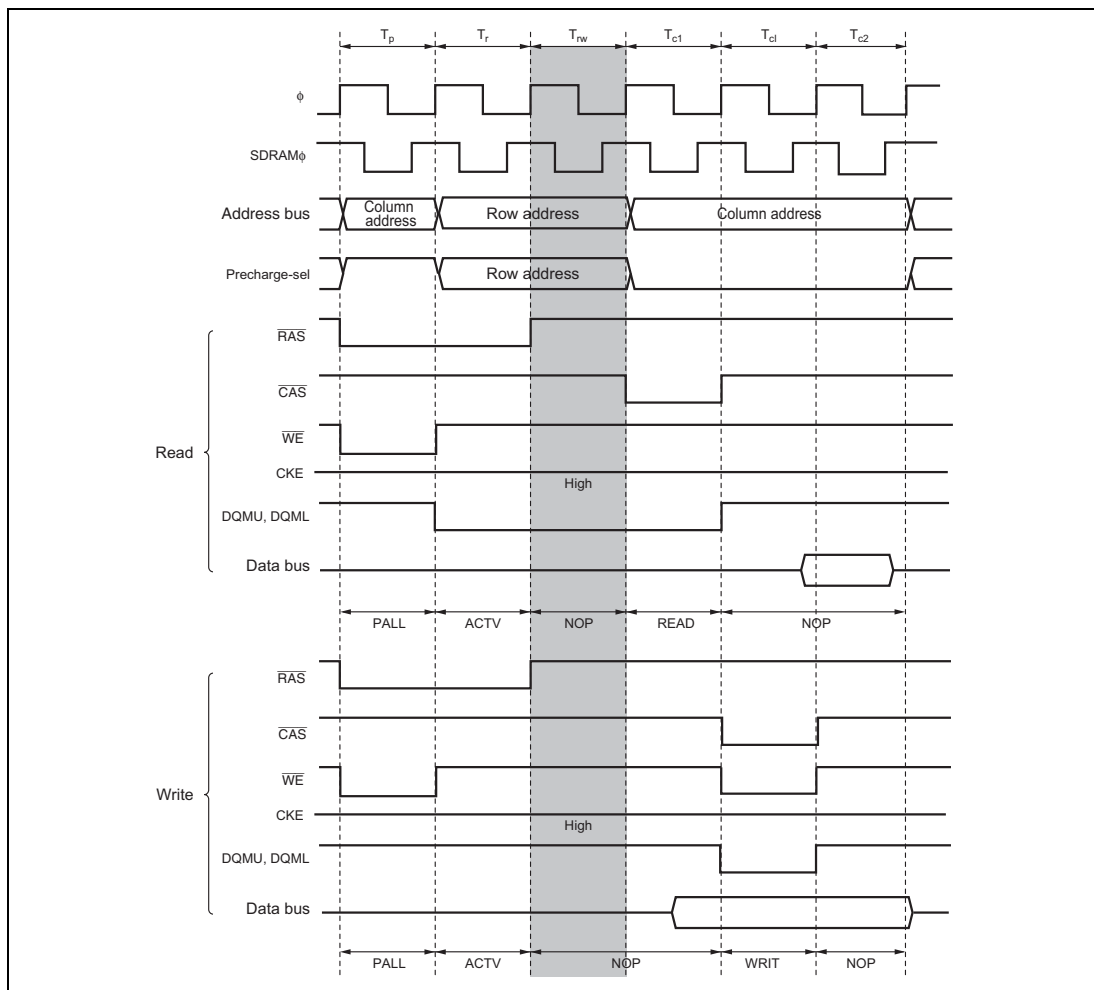 Tp Tr Trw Tc1 Tcl Tc2
ϕ
SDRAMϕ
Address bus Column address Row address Column address
Precharge-sel Row address
Read
RAS
CAS
WE
CKE High
DQMU, DQML
Data bus
PALL ACTV NOP READ NOP
Write
RAS
CAS
WE
CKE High
DQMU, DQML
Data bus
PALL ACTV NOP WRIT NOP